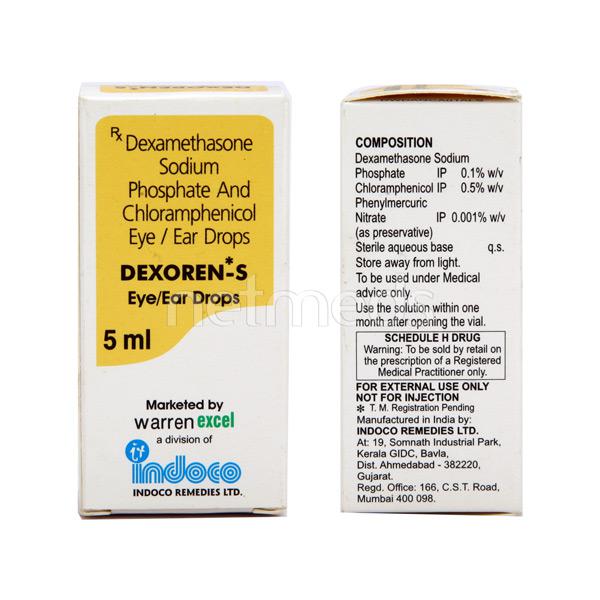 DEXOREN*-S
Rx Dexamethasone
Sodium
Phosphate And
Chloramphenicol
Eye / Ear Drops
DEXOREN*-S
Eye/Ear Drops
5 ml
Marketed by
warren excel
a division of
indoco
INDOCO REMEDIES LTD.
COMPOSITION
Dexamethasone Sodium
Phosphate IP 0.1% w/v
Chloramphenicol IP 0.5% w/v
Phenylmercuric
Nitrate IP 0.001% w/v
(as preservative)
Sterile aqueous base q.s.
Store away from light.
To be used under Medical
advice only.
Use the solution within one
month after opening the vial.
SCHEDULE H DRUG
Warning: To be sold by retail on
the prescription of a Registered
Medical Practitioner only.
FOR EXTERNAL USE ONLY
NOT FOR INJECTION
* T. M. Registration Pending
Manufactured in India by:
INDOCO REMEDIES LTD.
At: 19, Somnath Industrial Park,
Kerala GIDC, Bavla,
Dist. Ahmedabad - 382220,
Gujarat.
Regd. Office: 166, C.S.T. Road,
Mumbai 400 098.
netmeds